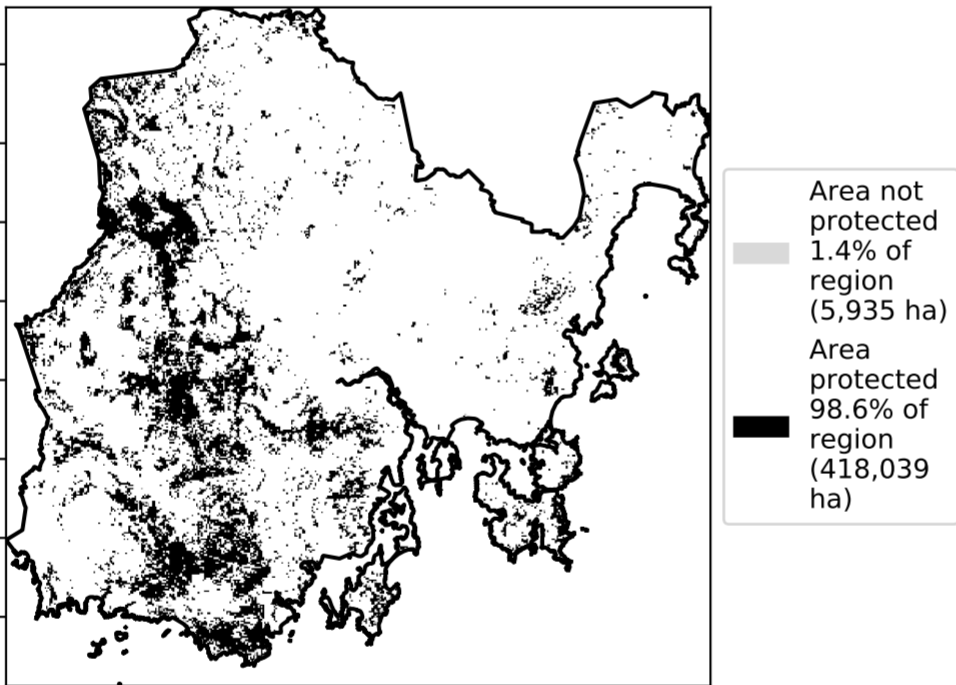 Area not
protected
1.4% of
region
(5,935 ha)
Area
protected
98.6% of
region
(418,039
ha)